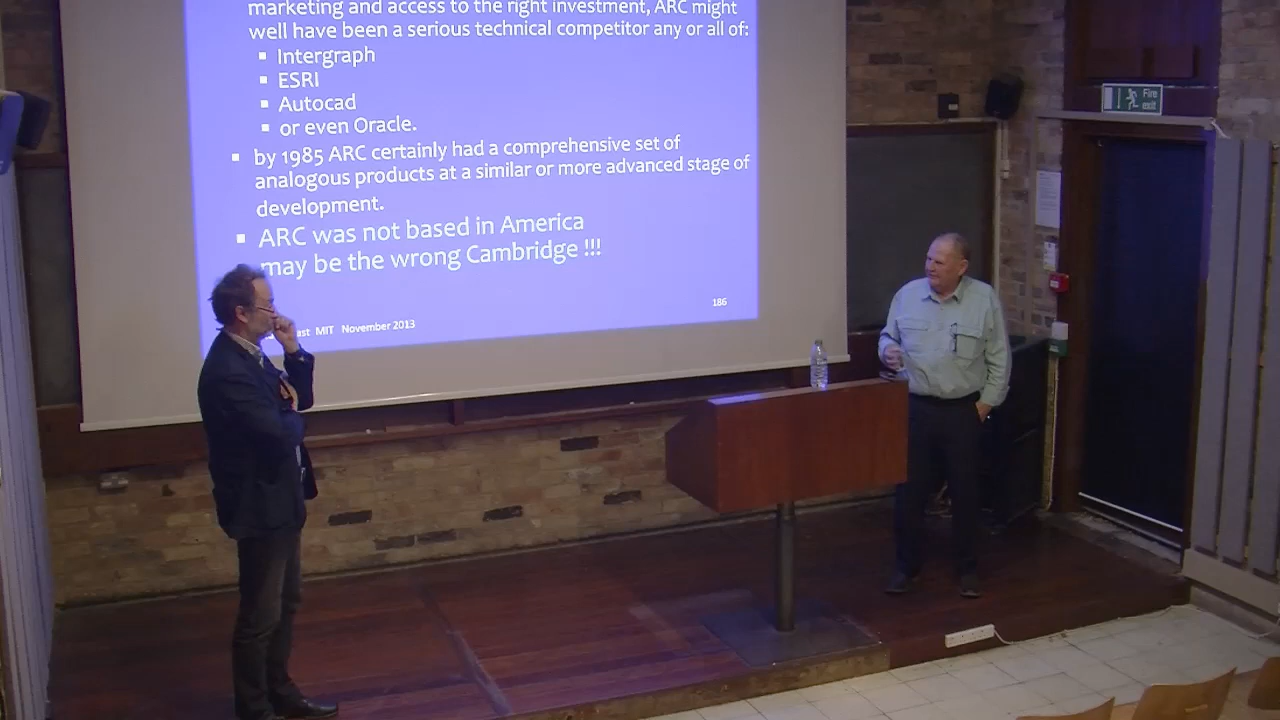 marketing and access to the right investment, ARC might
well have been a serious technical competitor any or all of:
▪ Intergraph
▪ ESRI
▪ Autocad
▪ or even Oracle.
▪ by 1985 ARC certainly had a comprehensive set of
analogous products at a similar or more advanced stage of
development.
▪ ARC was not based in America
may be the wrong Cambridge !!!
186
MIT November 2013
Fire
exit